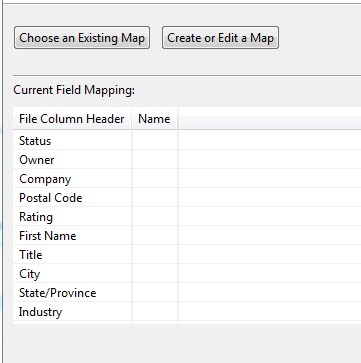 Choose an Existing Map Create or Edit a Map
Current Field Mapping:
File Column Header Name
Status
Owner
Company
Postal Code
Rating
First Name
Title
City
State/Province
Industry